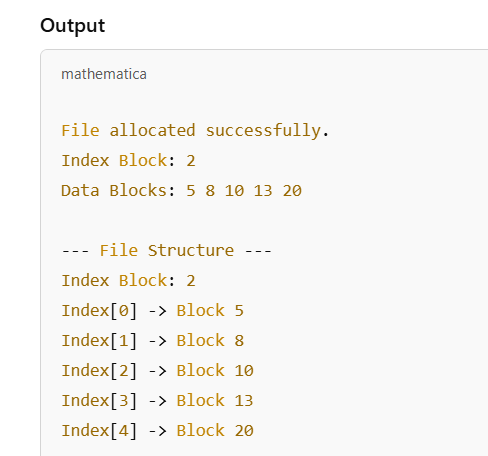 Output
mathematica
File allocated successfully.
Index Block: 2
Data Blocks: 5 8 10 13 20
--- File Structure ---
Index Block: 2
Index[0] -> Block 5
Index[1] -> Block 8
Index[2] -> Block 10
Index[3] -> Block 13
Index[4] -> Block 20